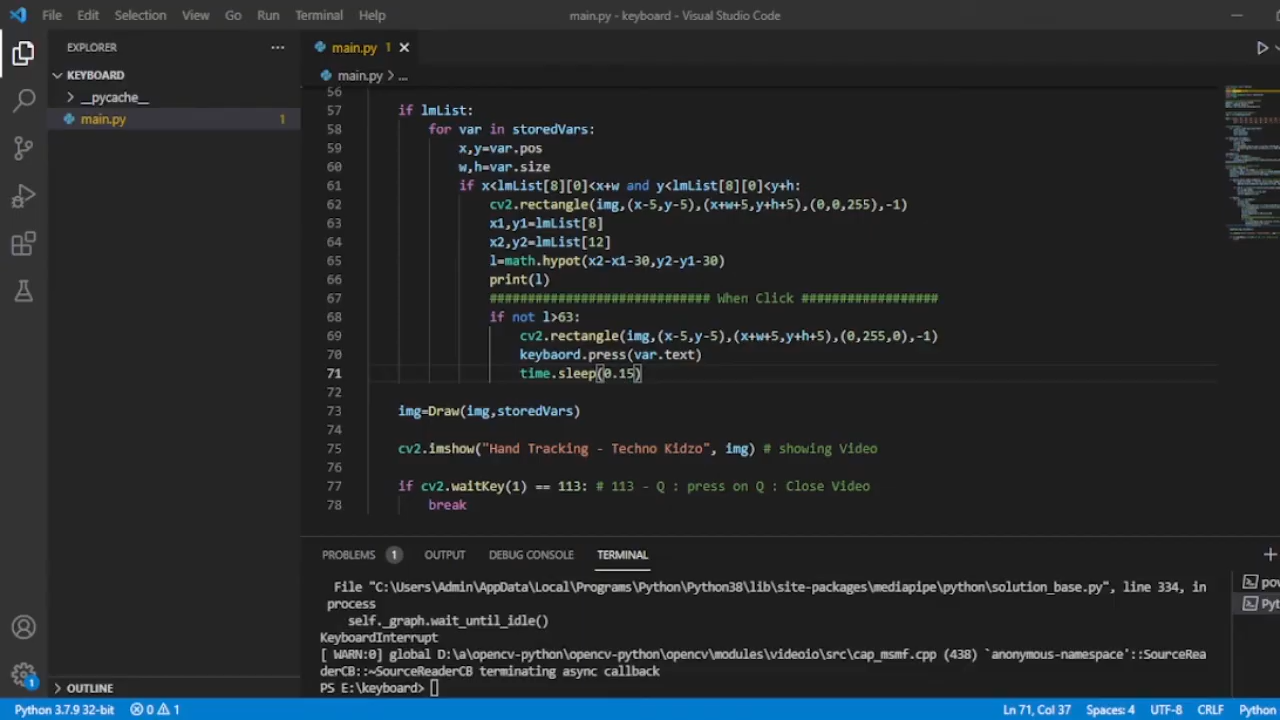 File Edit Selection View Go Run Terminal Help main.py - keyboard - Visual Studio Code
EXPLORER
main.py 1
KEYBOARD
main.py > ...
__pycache__
main.py 1
56
57 if lmList:
58 for var in storedVars:
59 x,y=var.pos
60 w,h=var.size
61 if x<lmList[8][0]<x+w and y<lmList[8][0]<y+h:
62 cv2.rectangle(img,(x-5,y-5),(x+w+5,y+h+5),(0,0,255),-1)
63 x1,y1=lmList[8]
64 x2,y2=lmList[12]
65 l=math.hypot(x2-x1-30,y2-y1-30)
66 print(l)
67 ############################# When Click ##################
68 if not l>63:
69 cv2.rectangle(img,(x-5,y-5),(x+w+5,y+h+5),(0,255,0),-1)
70 keybaord.press(var.text)
71 time.sleep(0.15)
72
73 img=Draw(img,storedVars)
74
75 cv2.imshow("Hand Tracking - Techno Kidzo", img) # showing Video
76
77 if cv2.waitKey(1) == 113: # 113 - Q : press on Q : Close Video
78 break
PROBLEMS 1 OUTPUT DEBUG CONSOLE TERMINAL
File "C:\Users\Admin\AppData\Local\Programs\Python\Python38\lib\site-packages\mediapipe\python\solution_base.py", line 334, in
process
self._graph.wait_until_idle()
KeyboardInterrupt
[ WARN:0] global D:\a\opencv-python\opencv-python\opencv\modules\videoio\src\cap_msmf.cpp (438) `anonymous-namespace'::SourceRea
derCB::~SourceReaderCB terminating async callback
PS E:\keyboard>
pov
Pyt
OUTLINE
1
Python 3.7.9 32-bit 0 1 Ln 71, Col 37 Spaces: 4 UTF-8 CRLF Python